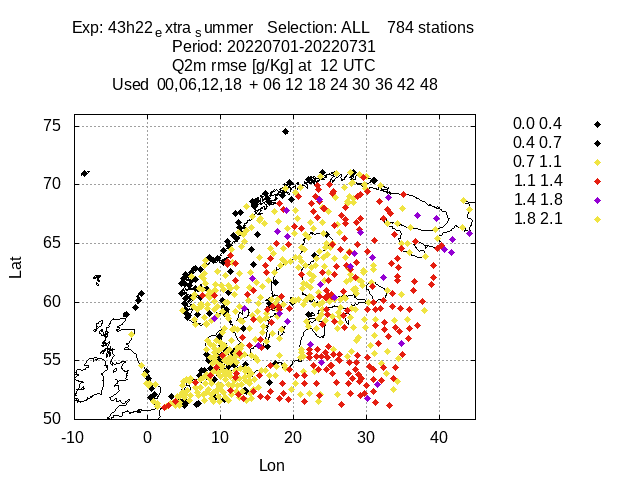 Exp: 43h22 e xtra s ummer Selection: ALL 784 stations
Period: 20220701-20220731
Q2m rmse [g/Kg] at 12 UTC
Used 00,06,12,18 + 06 12 18 24 30 36 42 48
0.0 0.4
0.4 0.7
0.7 1.1
1.1 1.4
1.4 1.8
1.8 2.1
75
70
65
60
55
50
Lat
-10 0 10 20 30 40
Lon